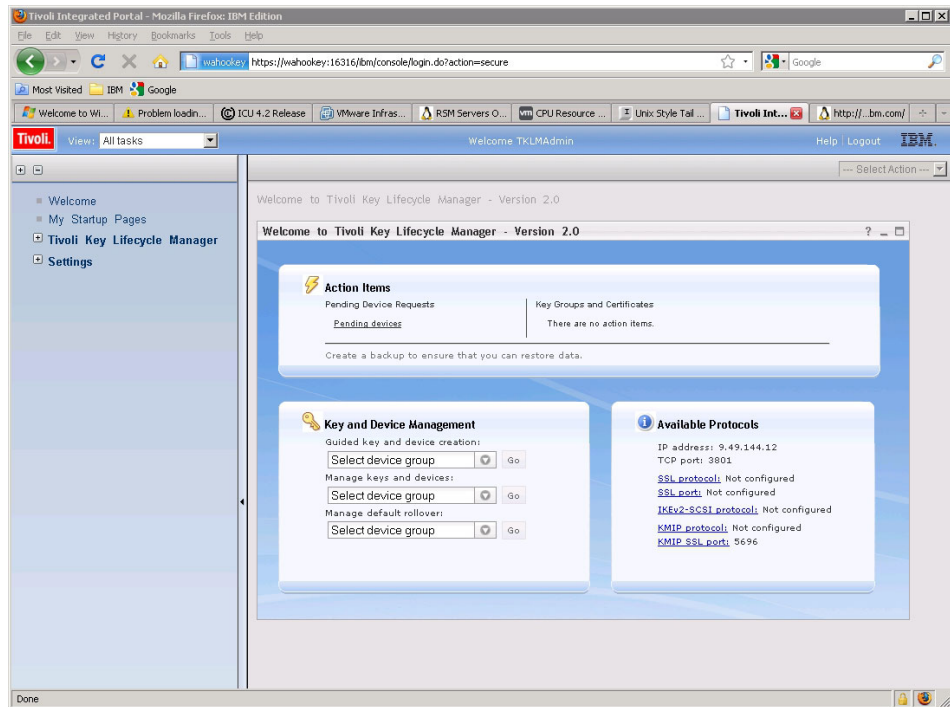 Tivoli Integrated Portal - Mozilla Firefox: IBM Edition
File Edit View History Bookmarks Tools Help
wahookey https://wahookey:16316/ibm/console/login.do?action=secure
Google
Most Visited IBM Google
Welcome to Wi... Problem loadin... ICU 4.2 Release VMware Infras... RSM Servers O... vm CPU Resource ... Unix Style Tail ... Tivoli Int... http://...bm.com/
Tivoli. View: All tasks Welcome TKLMAdmin Help Logout IBM.
--- Select Action ---
Welcome
My Startup Pages
Tivoli Key Lifecycle Manager
Settings
Welcome to Tivoli Key Lifecycle Manager - Version 2.0
Welcome to Tivoli Key Lifecycle Manager - Version 2.0
Action Items
Pending Device Requests
Pending devices
Key Groups and Certificates
There are no action items.
Create a backup to ensure that you can restore data.
Key and Device Management
Guided key and device creation:
Select device group Go
Manage keys and devices:
Select device group Go
Manage default rollover:
Select device group Go
Available Protocols
IP address: 9.49.144.12
TCP port: 3801
SSL protocol: Not configured
SSL port: Not configured
IKEv2-SCSI protocol: Not configured
KMIP protocol: Not configured
KMIP SSL port: 5696
Done